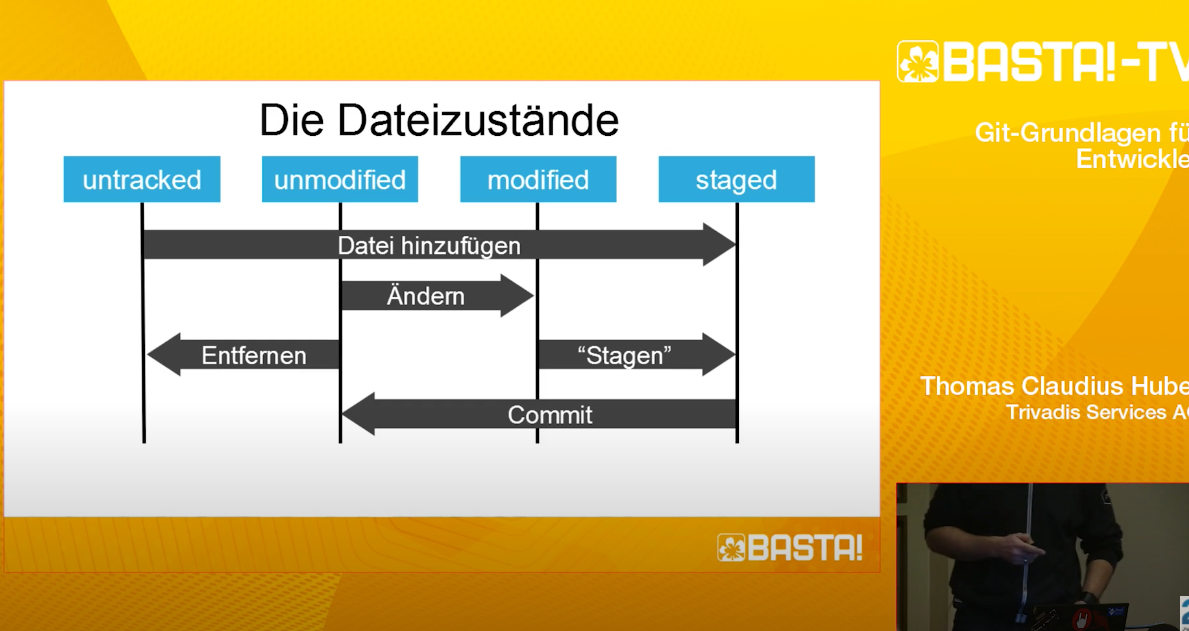 BASTA!-TV
Git-Grundlagen fü
Entwickle
Die Dateizustände
untracked
unmodified
modified
staged
Datei hinzufügen
Ändern
Entfernen
“Stagen”
Commit
Thomas Claudius Hube
Trivadis Services A
BASTA!